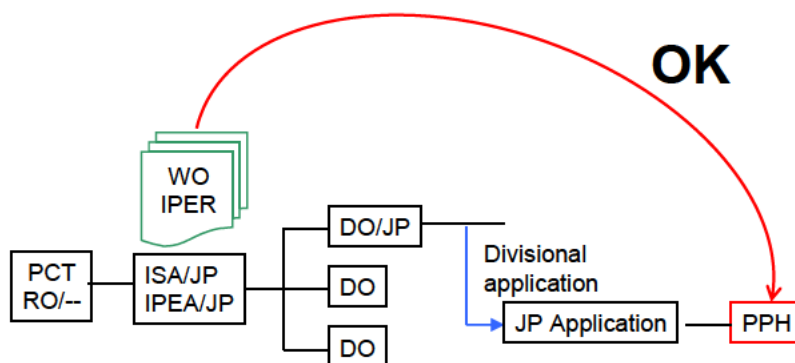 OK
WO
IPER
DO/JP
PCT
RO/--
ISA/JP
IPEA/JP
DO
DO
Divisional
application
JP Application
PPH